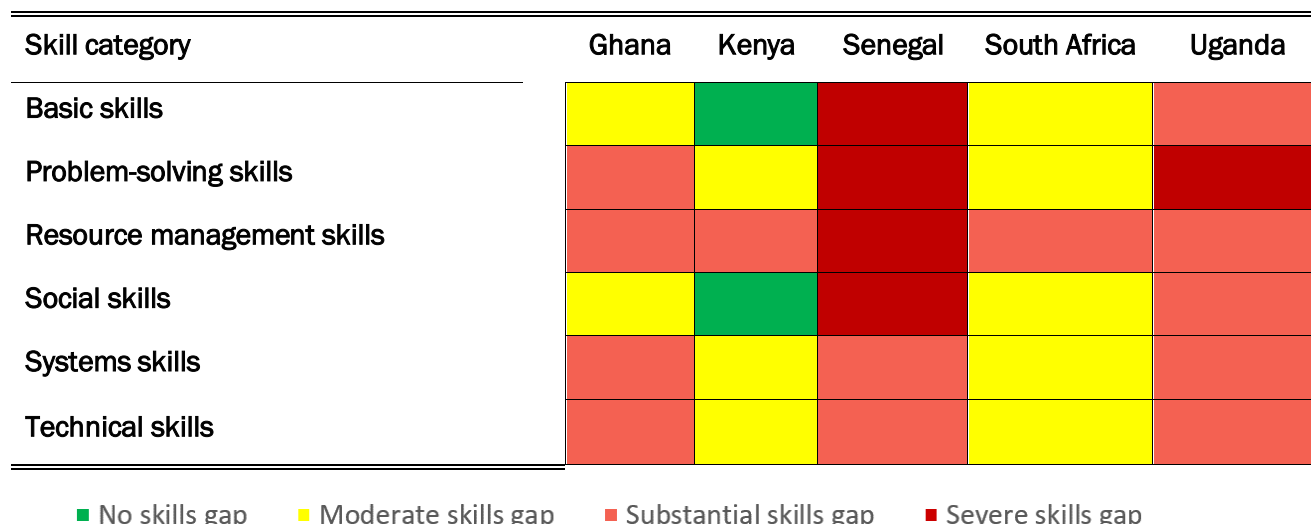 Skill category Ghana Kenya Senegal South Africa Uganda
Basic skills
Problem-solving skills
Resource management skills
Social skills
Systems skills
Technical skills
No skills gap Moderate skills gap Substantial skills gap Severe skills gap